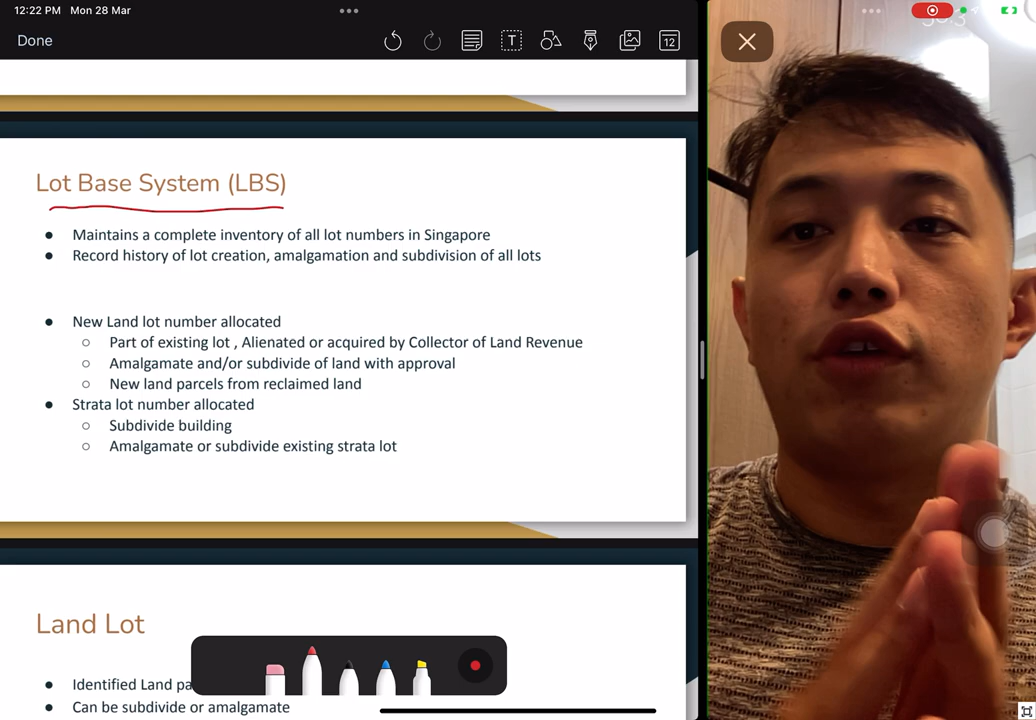 12:22 PM Mon 28 Mar
Done
T
12
Lot Base System (LBS)
● Maintains a complete inventory of all lot numbers in Singapore
● Record history of lot creation, amalgamation and subdivision of all lots
● New Land lot number allocated
○ Part of existing lot , Alienated or acquired by Collector of Land Revenue
○ Amalgamate and/or subdivide of land with approval
○ New land parcels from reclaimed land
● Strata lot number allocated
○ Subdivide building
○ Amalgamate or subdivide existing strata lot
Land Lot
● Identified Land
● Can be subdivide or amalgamate